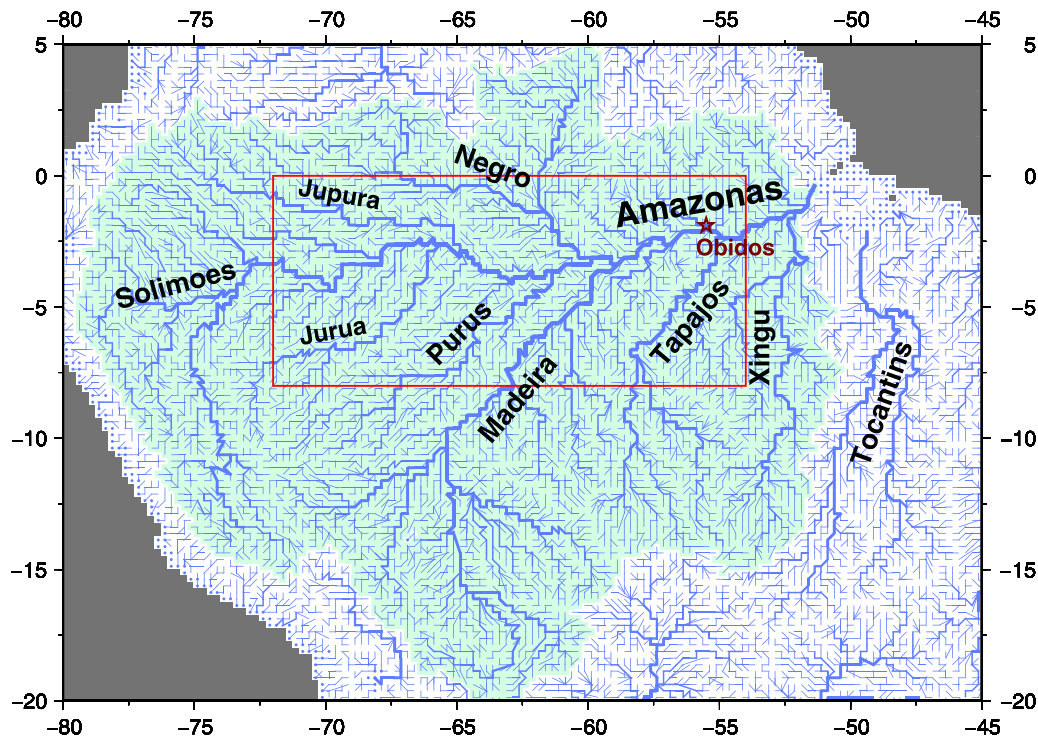 −80 −75 −70 −65 −60 −55 −50 −45
5 5
Negro
0 0
Jupura
Amazonas
Obidos
Solimoes
−5 −5
Jurua
Purus
Tapajos
Xingu
Madeira
Tocantins
−10 −10
−15 −15
−20 −20
−80 −75 −70 −65 −60 −55 −50 −45